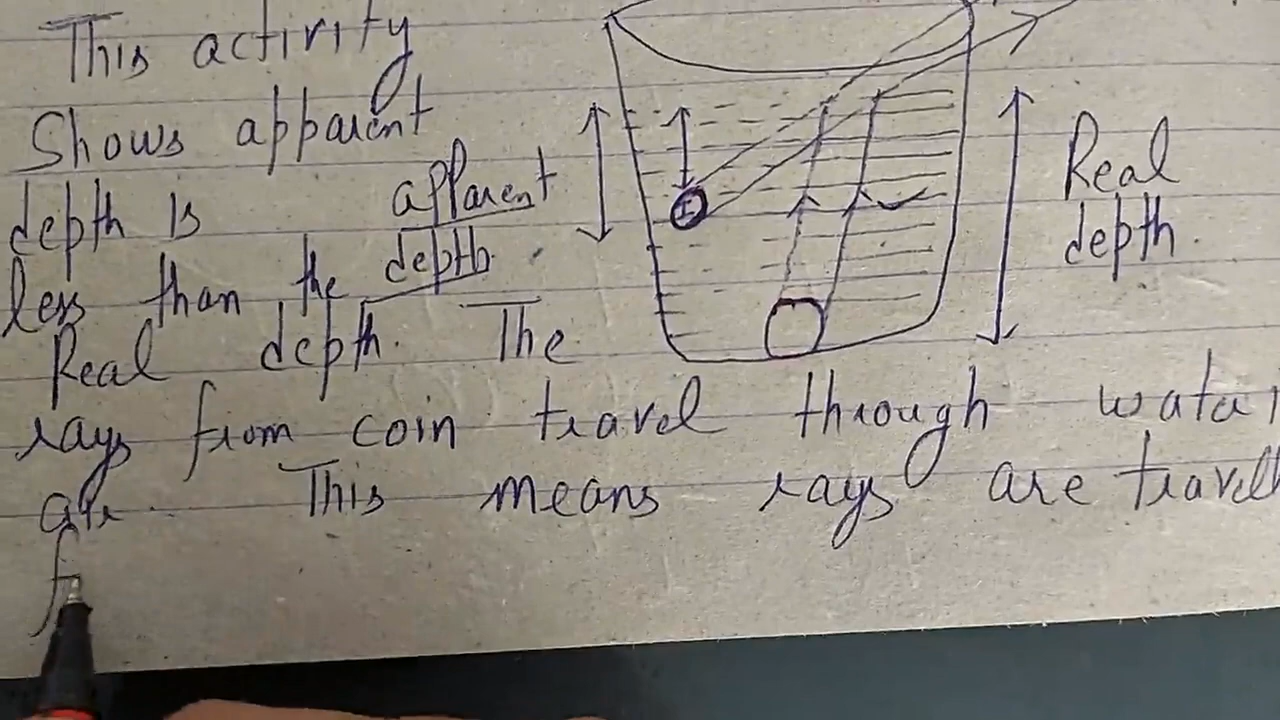 This activity
Shows apparent
depth is
less than the
Real depth. The
rays from coin travel through water
air. This means rays are travell
f
apparent
depth.
Real
depth.